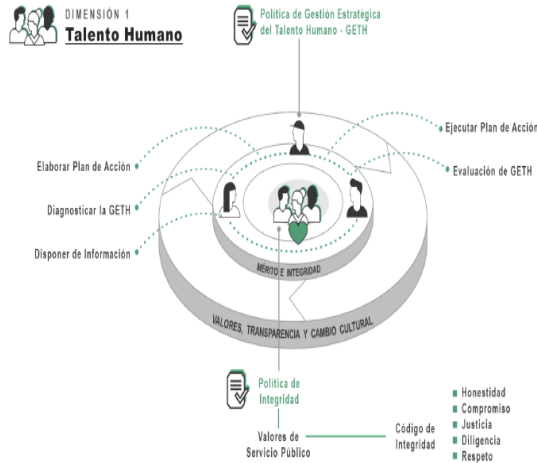 DIMENSIÓN 1
Talento Humano
Política de Gestión Estratégica
del Talento Humano - GETH
Ejecutar Plan de Acción
Evaluación de GETH
Elaborar Plan de Acción
Diagnosticar la GETH
Disponer de Información
MÉRITO E INTEGRIDAD
VALORES, TRANSPARENCIA Y CAMBIO CULTURAL
Política de
Integridad
Valores de
Servicio Público
Código de
Integridad
Honestidad
Compromiso
Justicia
Diligencia
Respeto